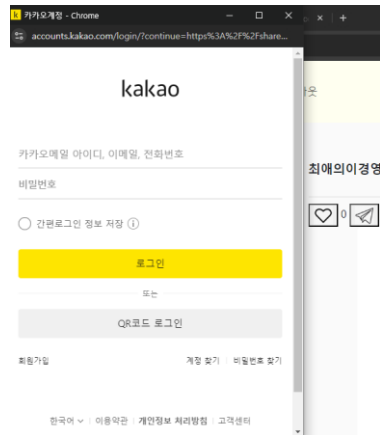 카카오계정 - Chrome
accounts.kakao.com/login/?continue=https%3A%2F%2Fshare...
kakao
카카오메일 아이디, 이메일, 전화번호
비밀번호
간편로그인 정보 저장
로그인
또는
QR코드 로그인
회원가입
계정 찾기
비밀번호 찾기
한국어
이용약관
개인정보 처리방침
고객센터
최애의이경영
0